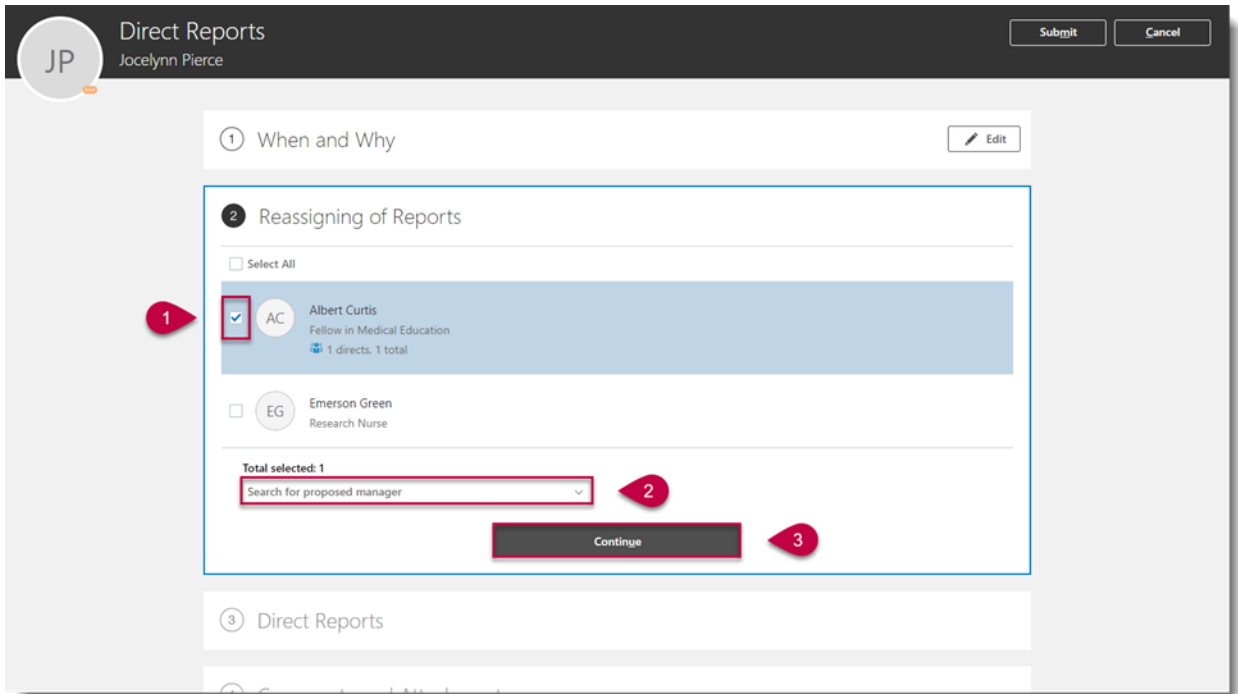 JP
Direct Reports
Jocelynn Pierce
Submit
Cancel
1 When and Why
Edit
2 Reassigning of Reports
Select All
1
AC
Albert Curtis
Fellow in Medical Education
1 directs, 1 total
EG
Emerson Green
Research Nurse
Total selected: 1
Search for proposed manager
2
Continue
3
3 Direct Reports